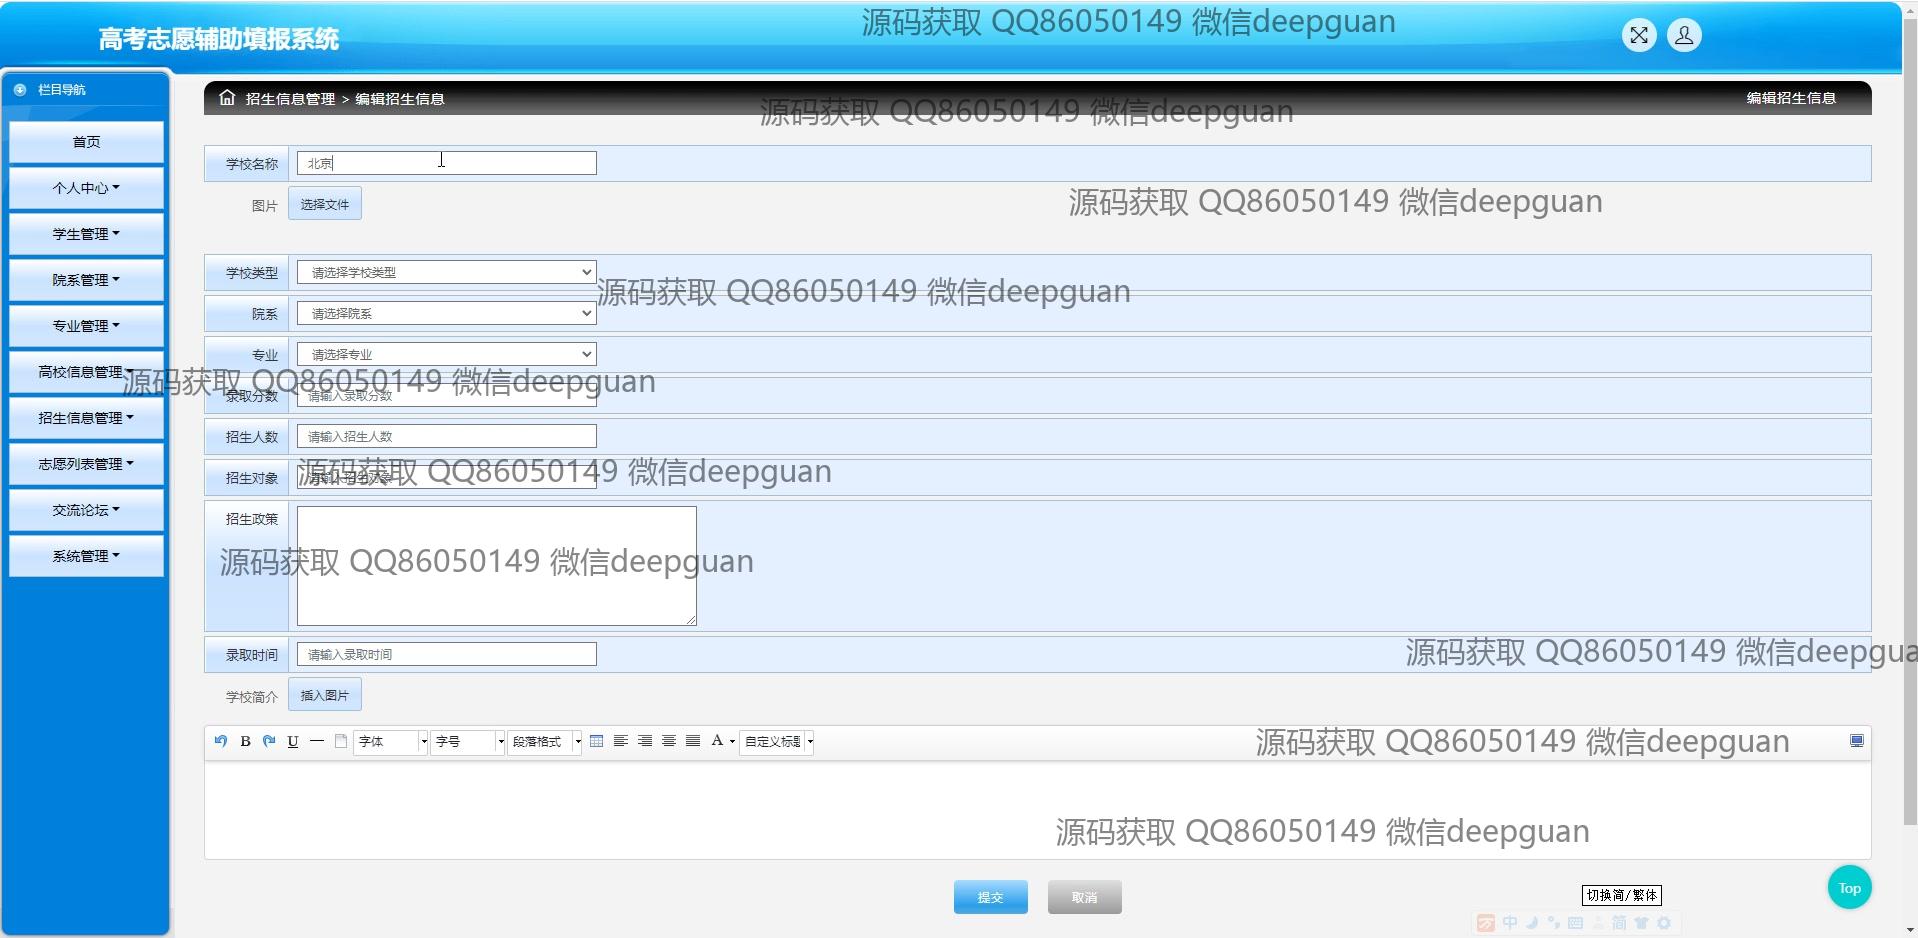 高考志愿辅助填报系统
源码获取 QQ86050149 微信deepguan
栏目导航
招生信息管理 > 编辑招生信息
编辑招生信息
源码获取 QQ86050149 微信deepguan
首页
个人中心
学生管理
院系管理
专业管理
高校信息管理
招生信息管理
志愿列表管理
交流论坛
系统管理
学校名称 北京
图片 选择文件
源码获取 QQ86050149 微信deepguan
学校类型 请选择学校类型
源码获取 QQ86050149 微信deepguan
院系 请选择院系
专业 请选择专业
源码获取 QQ86050149 微信deepguan
录取分数 请输入录取分数
招生人数 请输入招生人数
招生对象 请输入招生对象
源码获取 QQ86050149 微信deepguan
招生政策
源码获取 QQ86050149 微信deepguan
录取时间 请输入录取时间
源码获取 QQ86050149 微信deepgua
学校简介 插入图片
B U 字体 字号 段落格式 A 自定义标题
源码获取 QQ86050149 微信deepguan
源码获取 QQ86050149 微信deepguan
提交 取消
切换简/繁体
Top
中 简